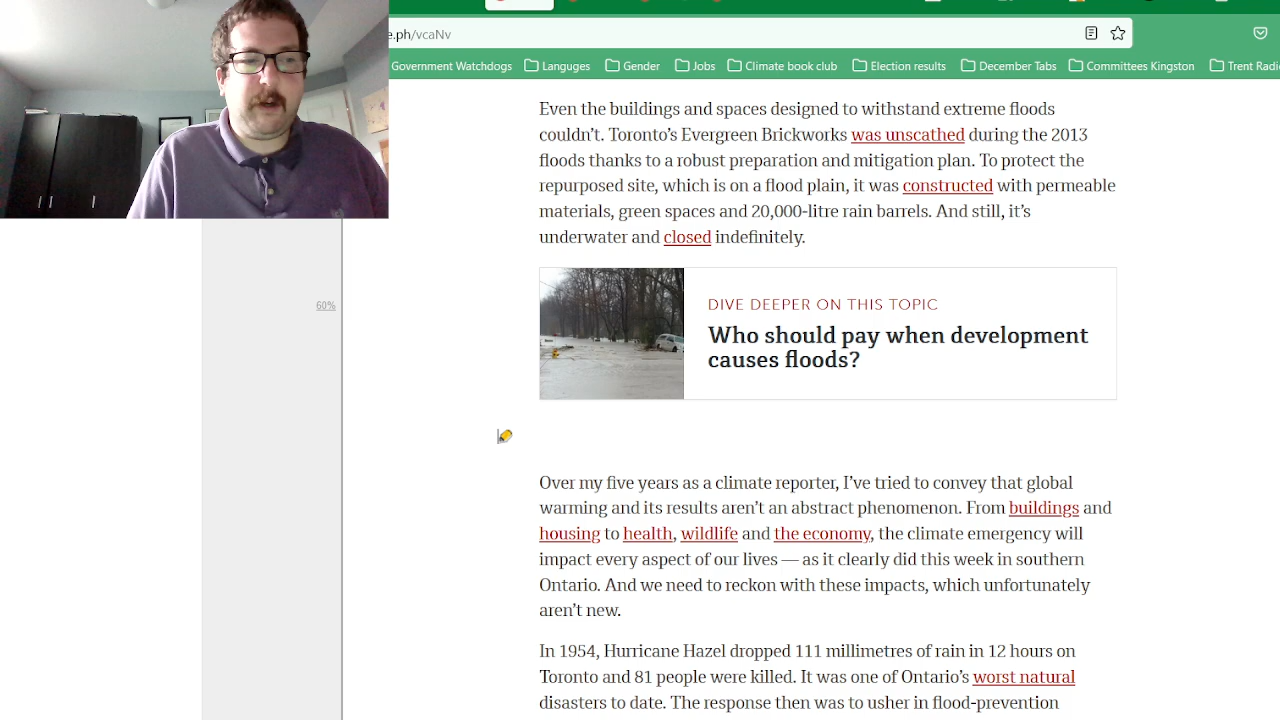 e.ph/vcaNv
Government Watchdogs Languges Gender Jobs Climate book club Election results December Tabs Committees Kingston Trent Radi
Even the buildings and spaces designed to withstand extreme floods
couldn’t. Toronto’s Evergreen Brickworks was unscathed during the 2013
floods thanks to a robust preparation and mitigation plan. To protect the
repurposed site, which is on a flood plain, it was constructed with permeable
materials, green spaces and 20,000-litre rain barrels. And still, it’s
underwater and closed indefinitely.
60%
DIVE DEEPER ON THIS TOPIC
Who should pay when development
causes floods?
Over my five years as a climate reporter, I’ve tried to convey that global
warming and its results aren’t an abstract phenomenon. From buildings and
housing to health, wildlife and the economy, the climate emergency will
impact every aspect of our lives — as it clearly did this week in southern
Ontario. And we need to reckon with these impacts, which unfortunately
aren’t new.
In 1954, Hurricane Hazel dropped 111 millimetres of rain in 12 hours on
Toronto and 81 people were killed. It was one of Ontario’s worst natural
disasters to date. The response then was to usher in flood-prevention